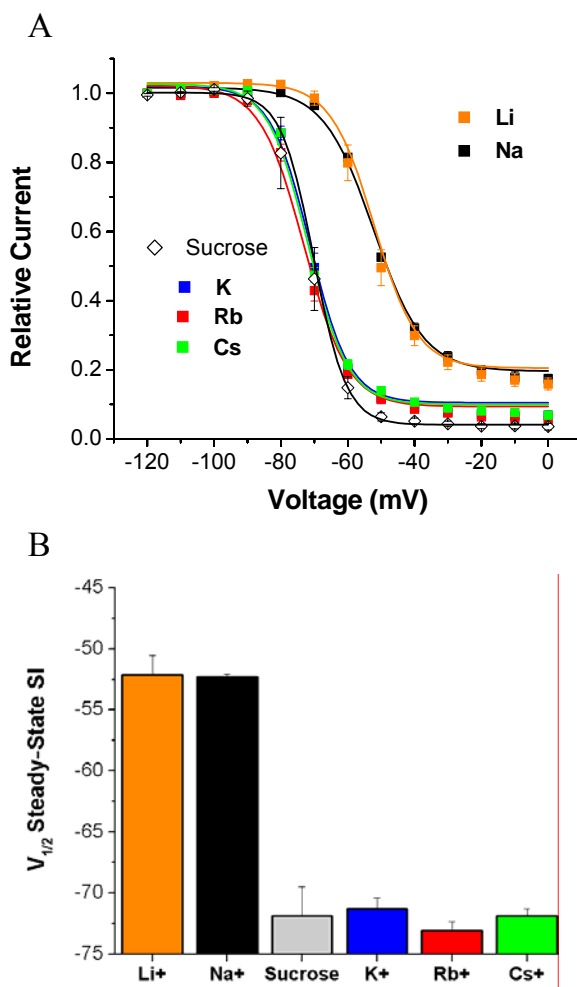 A
1.0
0.8
0.6
0.4
0.2
0.0
Relative Current
Li
Na
Sucrose
K
Rb
Cs
-120 -100 -80 -60 -40 -20 0
Voltage (mV)
B
-45
-50
-55
-60
-65
-70
-75
V1/2 Steady-State SI
Li+ Na+ Sucrose K+ Rb+ Cs+